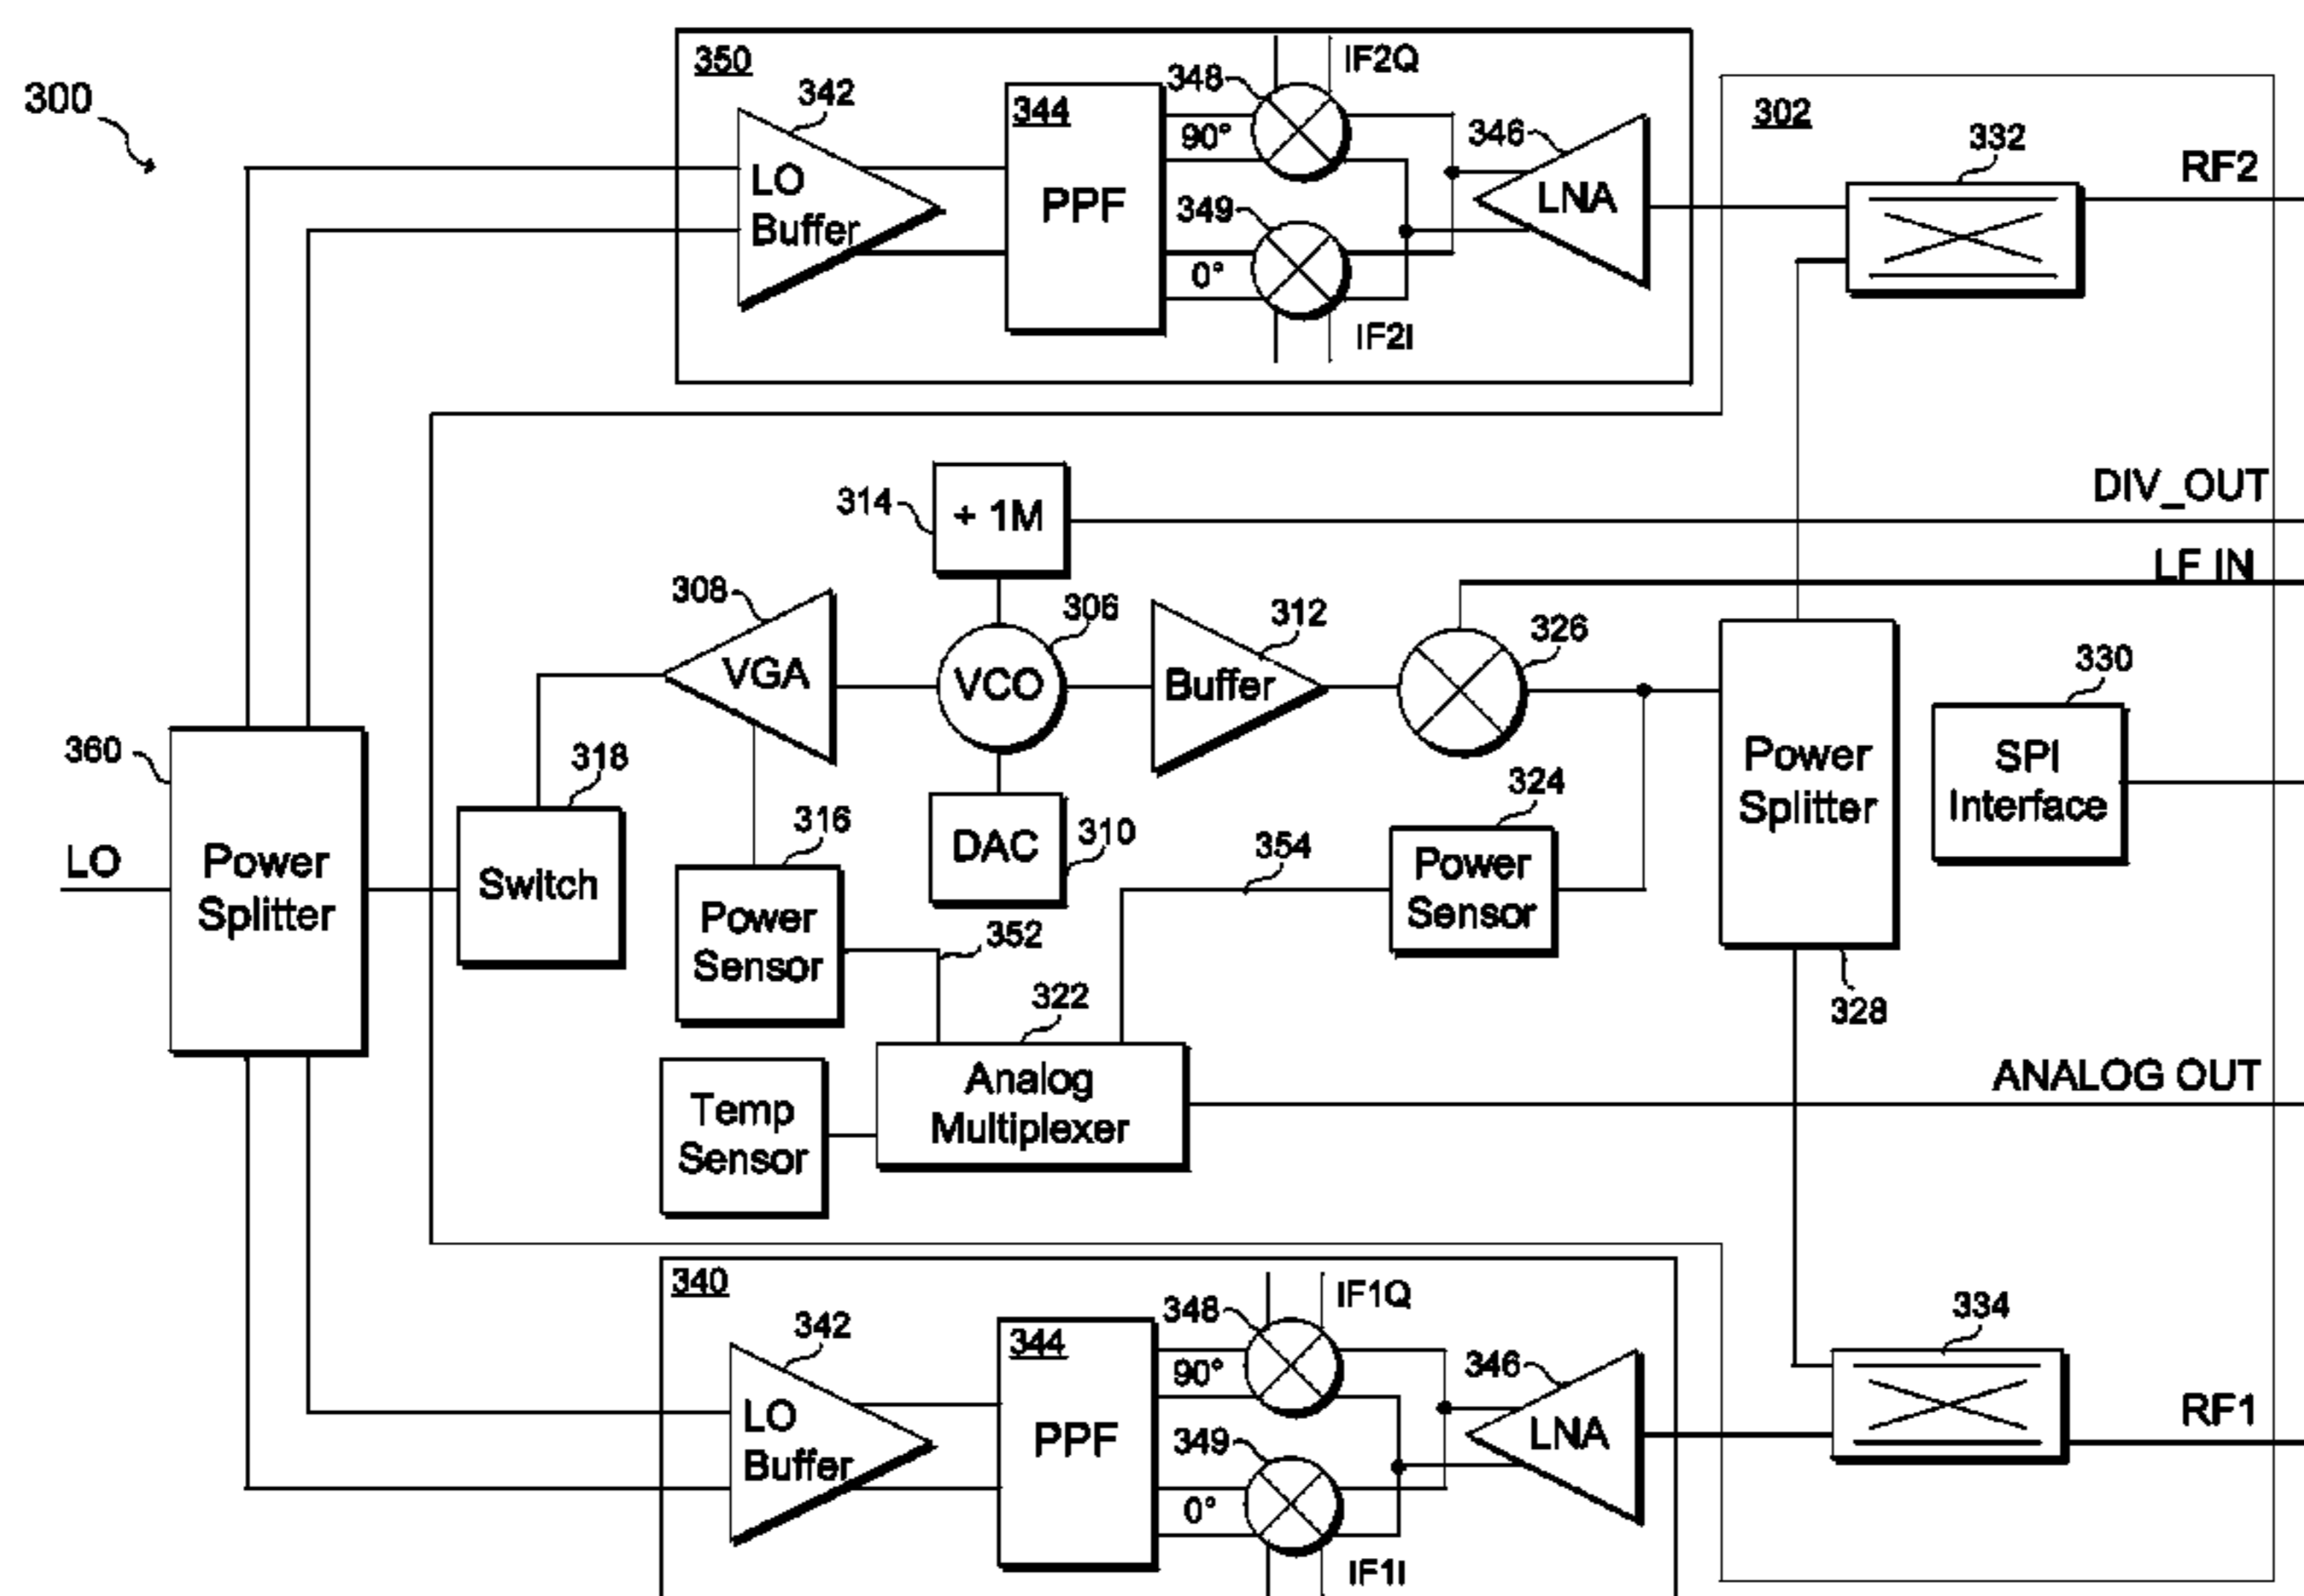 300
350
342
LO
Buffer
344
PPF
348
90°
349
0°
IF2Q
IF2I
346
LNA
302
332
RF2
314
+ 1M
DIV_OUT
LF IN
308
VGA
306
VCO
312
Buffer
326
330
SPI
Interface
360
LO
Power
Splitter
318
Switch
316
Power
Sensor
DAC
310
352
354
324
Power
Sensor
Power
Splitter
328
322
Analog
Multiplexer
Temp
Sensor
ANALOG OUT
340
342
LO
Buffer
344
PPF
348
90°
349
0°
IF1Q
IF1I
346
LNA
334
RF1